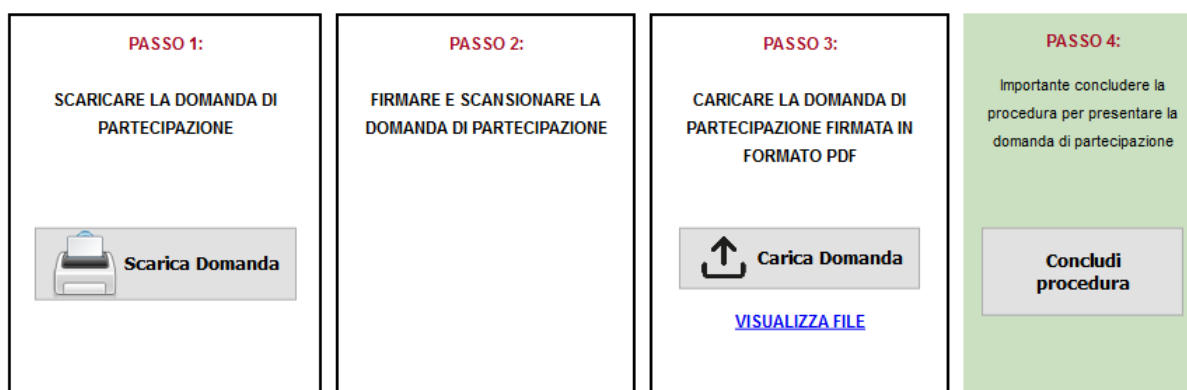 PASSO 1:
SCARICARE LA DOMANDA DI
PARTECIPAZIONE
Scarica Domanda
PASSO 2:
FIRMARE E SCANSIONARE LA
DOMANDA DI PARTECIPAZIONE
PASSO 3:
CARICARE LA DOMANDA DI
PARTECIPAZIONE FIRMATA IN
FORMATO PDF
Carica Domanda
VISUALIZZA FILE
PASSO 4:
Importante concludere la
procedura per presentare la
domanda di partecipazione
Concludi
procedura